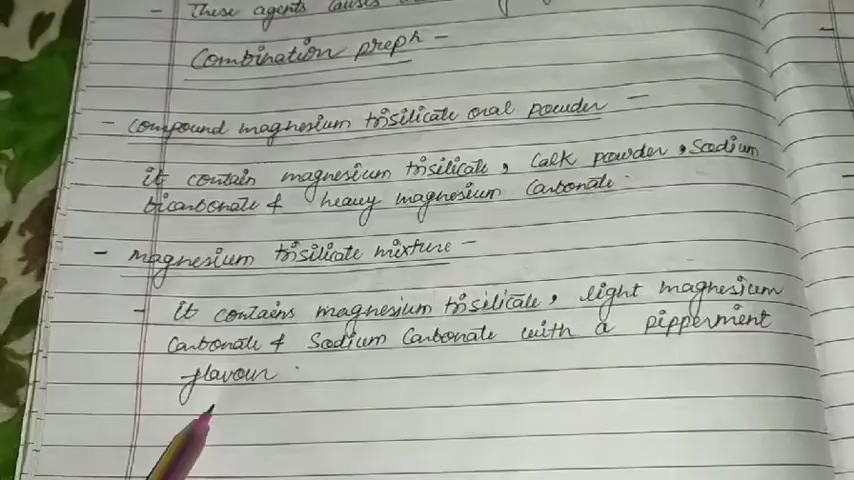 - These agents causes
Combination preph -
- compound magnesium trisilicate oral powder -
it contain magnesium trisilicate, Calk powder, Sodium
bicarbonate & heavy magnesium Carbonate.
- magnesium trisilicate mixture -
- it contains magnesium trisilicate, light magnesium
Carbonate & Sodium Carbonate with a pipperment
flavour.